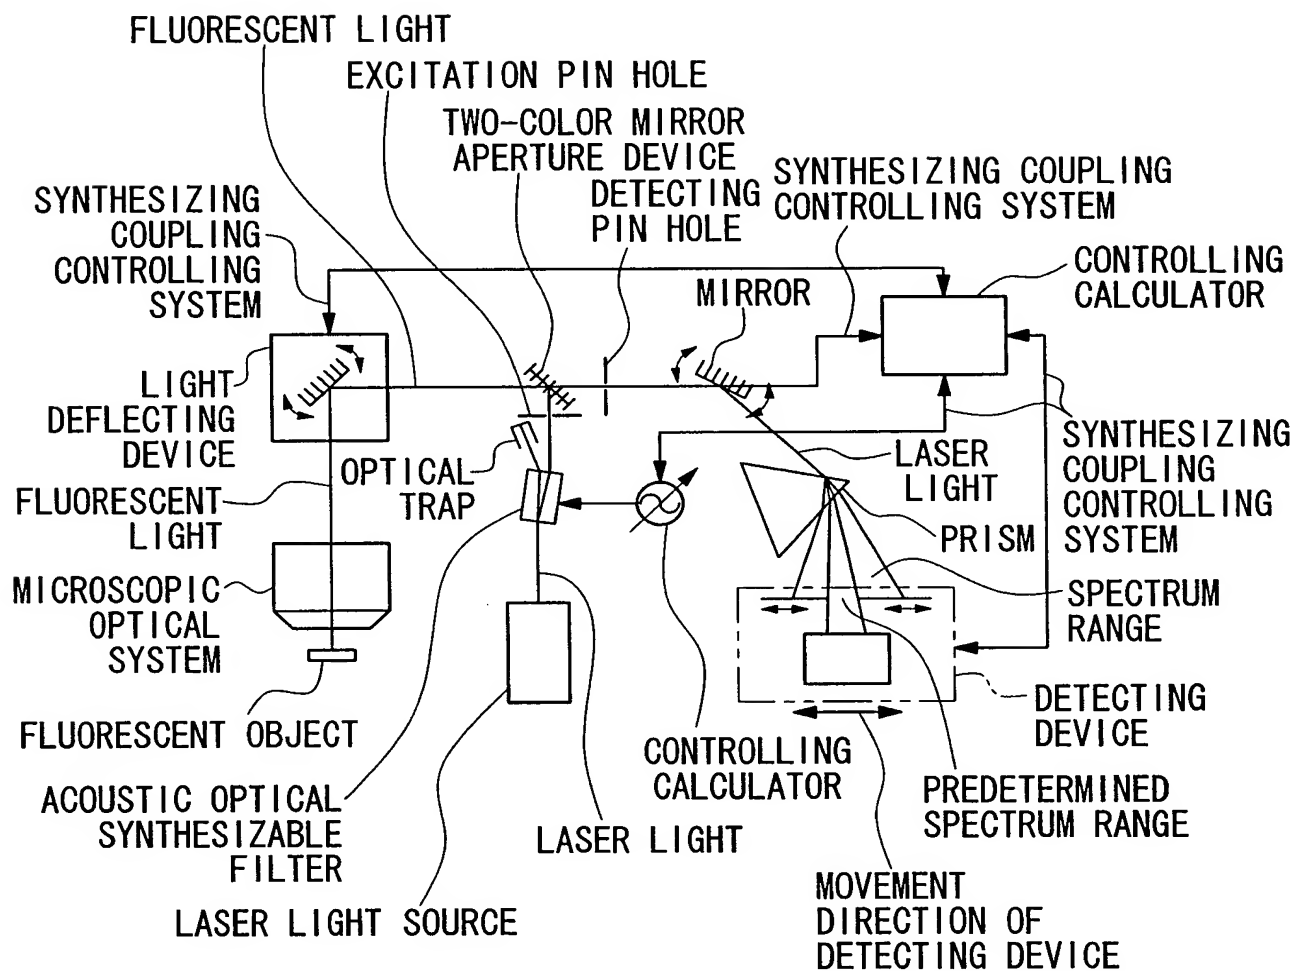 FLUORESCENT LIGHT
EXCITATION PIN HOLE
TWO-COLOR MIRROR
APERTURE DEVICE
DETECTING
PIN HOLE
SYNTHESIZING COUPLING
CONTROLLING SYSTEM
SYNTHESIZING
COUPLING
CONTROLLING
SYSTEM
MIRROR
CONTROLLING
CALCULATOR
LIGHT
DEFLECTING
DEVICE
OPTICAL
TRAP
LASER
LIGHT
SYNTHESIZING
COUPLING
CONTROLLING
SYSTEM
FLUORESCENT
LIGHT
PRISM
MICROSCOPIC
OPTICAL
SYSTEM
SPECTRUM
RANGE
FLUORESCENT OBJECT
DETECTING
DEVICE
CONTROLLING
CALCULATOR
PREDETERMINED
SPECTRUM RANGE
ACOUSTIC OPTICAL
SYNTHESIZABLE
FILTER
LASER LIGHT
LASER LIGHT SOURCE
MOVEMENT
DIRECTION OF
DETECTING DEVICE